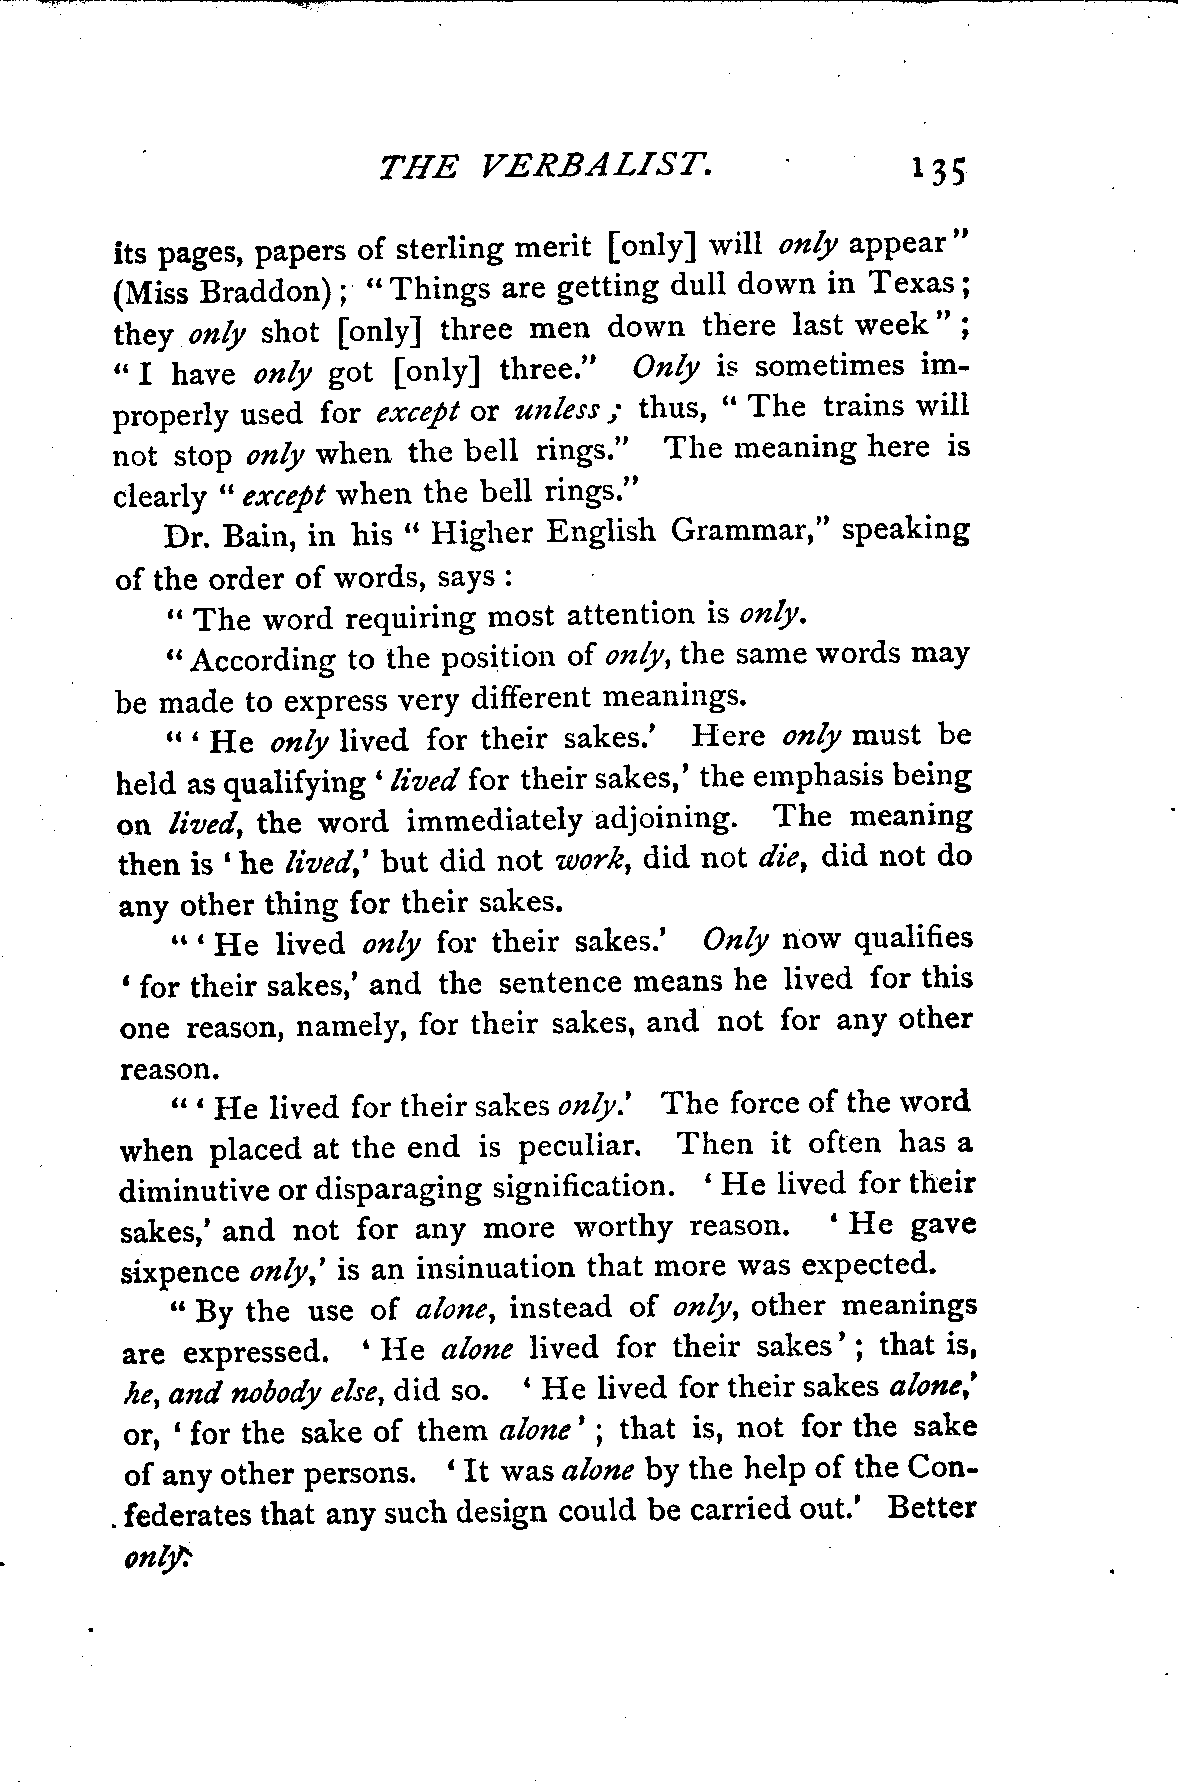 THE VERBALIST. 135
its pages, papers of sterling merit [only] will only appear"
(Miss Braddon); "Things are getting dull down in Texas;
they only shot [only] three men down there last week";
"I have only got [only] three." Only is sometimes im-
properly used for except or unless; thus, "The trains will
not stop only when the bell rings." The meaning here is
clearly "except when the bell rings."
Dr. Bain, in his "Higher English Grammar," speaking
of the order of words, says:
"The word requiring most attention is only.
"According to the position of only, the same words may
be made to express very different meanings.
"'He only lived for their sakes.' Here only must be
held as qualifying 'lived for their sakes,' the emphasis being
on lived, the word immediately adjoining. The meaning
then is 'he lived,' but did not work, did not die, did not do
any other thing for their sakes.
"'He lived only for their sakes.' Only now qualifies
'for their sakes,' and the sentence means he lived for this
one reason, namely, for their sakes, and not for any other
reason.
"'He lived for their sakes only.' The force of the word
when placed at the end is peculiar. Then it often has a
diminutive or disparaging signification. 'He lived for their
sakes,' and not for any more worthy reason. 'He gave
sixpence only,' is an insinuation that more was expected.
"By the use of alone, instead of only, other meanings
are expressed. 'He alone lived for their sakes'; that is,
he, and nobody else, did so. 'He lived for their sakes alone,'
or, 'for the sake of them alone'; that is, not for the sake
of any other persons. 'It was alone by the help of the Con-
federates that any such design could be carried out.' Better
only.